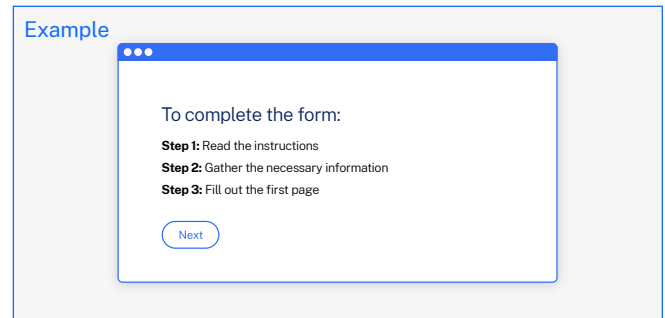 Example
To complete the form:
Step 1: Read the instructions
Step 2: Gather the necessary information
Step 3: Fill out the first page
Next